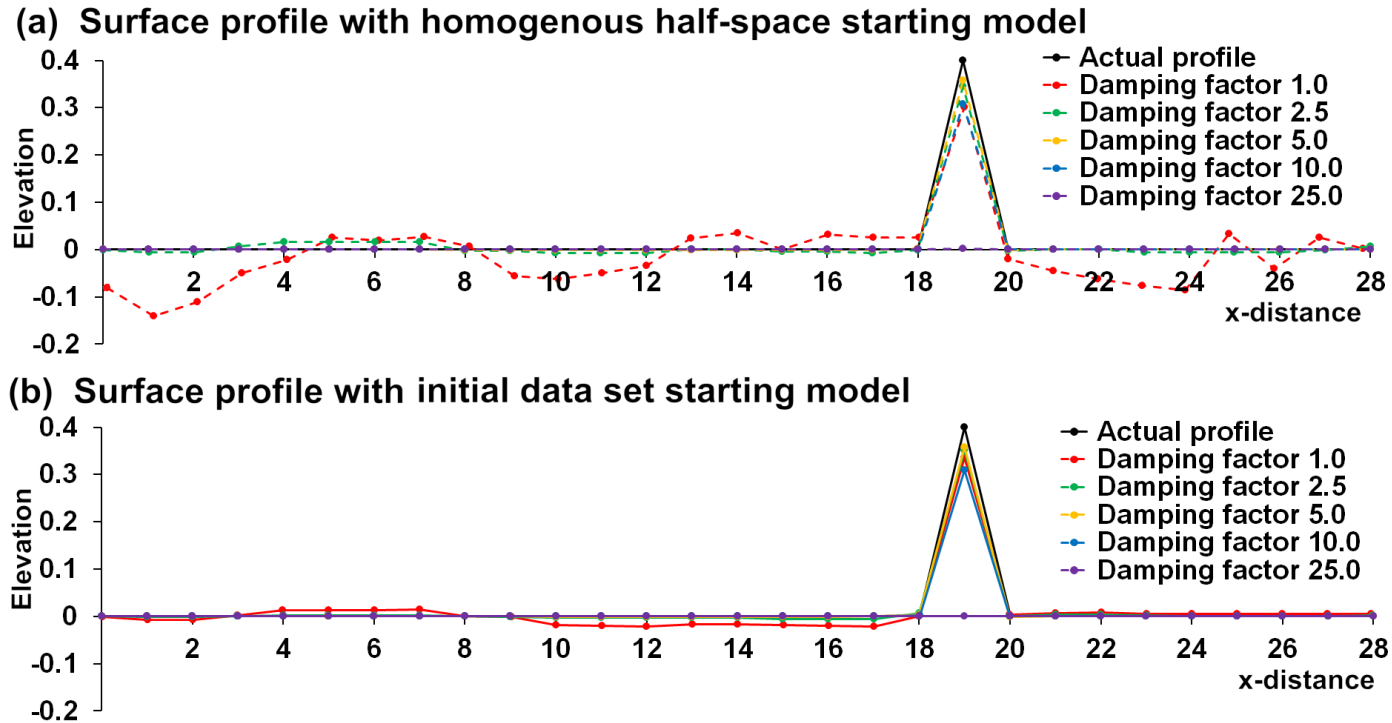 (a) Surface profile with homogenous half-space starting model
0.4
0.3
0.2
0.1
0
-0.1
-0.2
Elevation
Actual profile
Damping factor 1.0
Damping factor 2.5
Damping factor 5.0
Damping factor 10.0
Damping factor 25.0
2 4 6 8 10 12 14 16 18 20 22 24 26 28
x-distance
(b) Surface profile with initial data set starting model
0.4
0.3
0.2
0.1
0
-0.1
-0.2
Elevation
Actual profile
Damping factor 1.0
Damping factor 2.5
Damping factor 5.0
Damping factor 10.0
Damping factor 25.0
2 4 6 8 10 12 14 16 18 20 22 24 26 28
x-distance